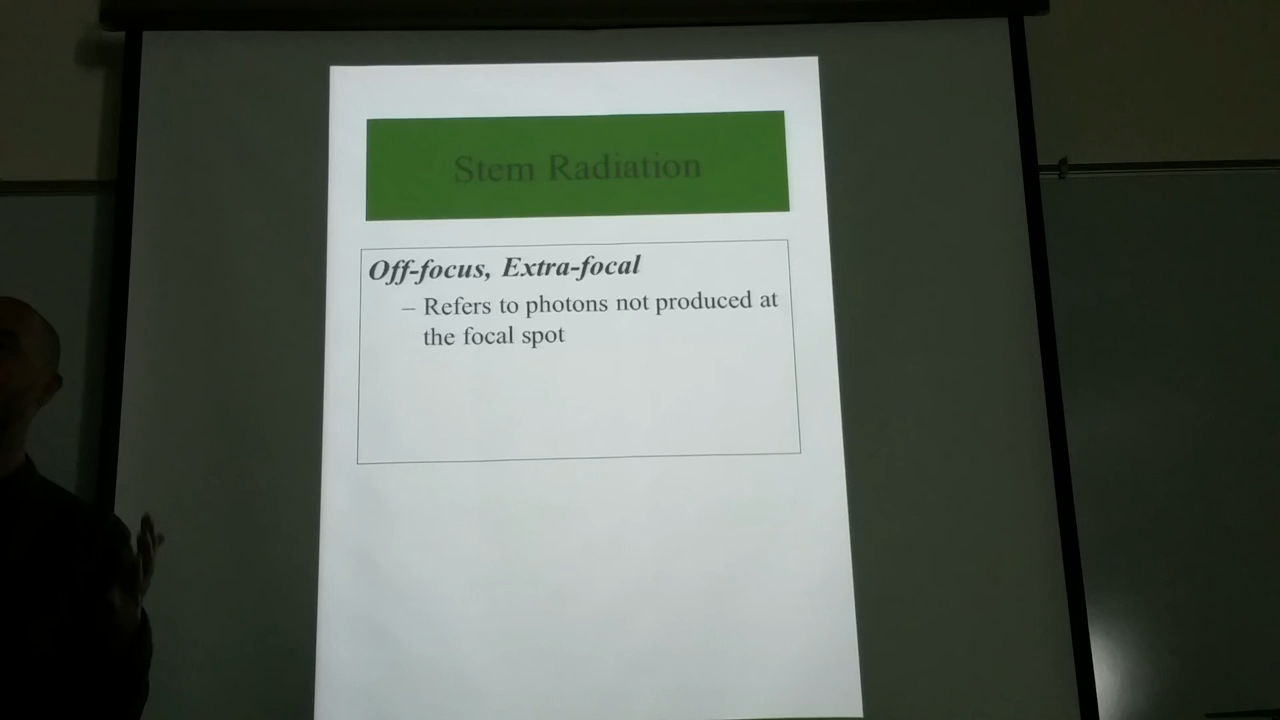 Stem Radiation
Off-focus, Extra-focal
– Refers to photons not produced at
the focal spot